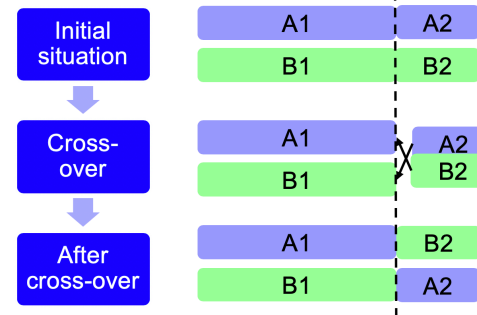 Initial
situation
A1 A2
B1 B2
Cross-
over
A1 A2
B1 B2
After
cross-over
A1 B2
B1 A2